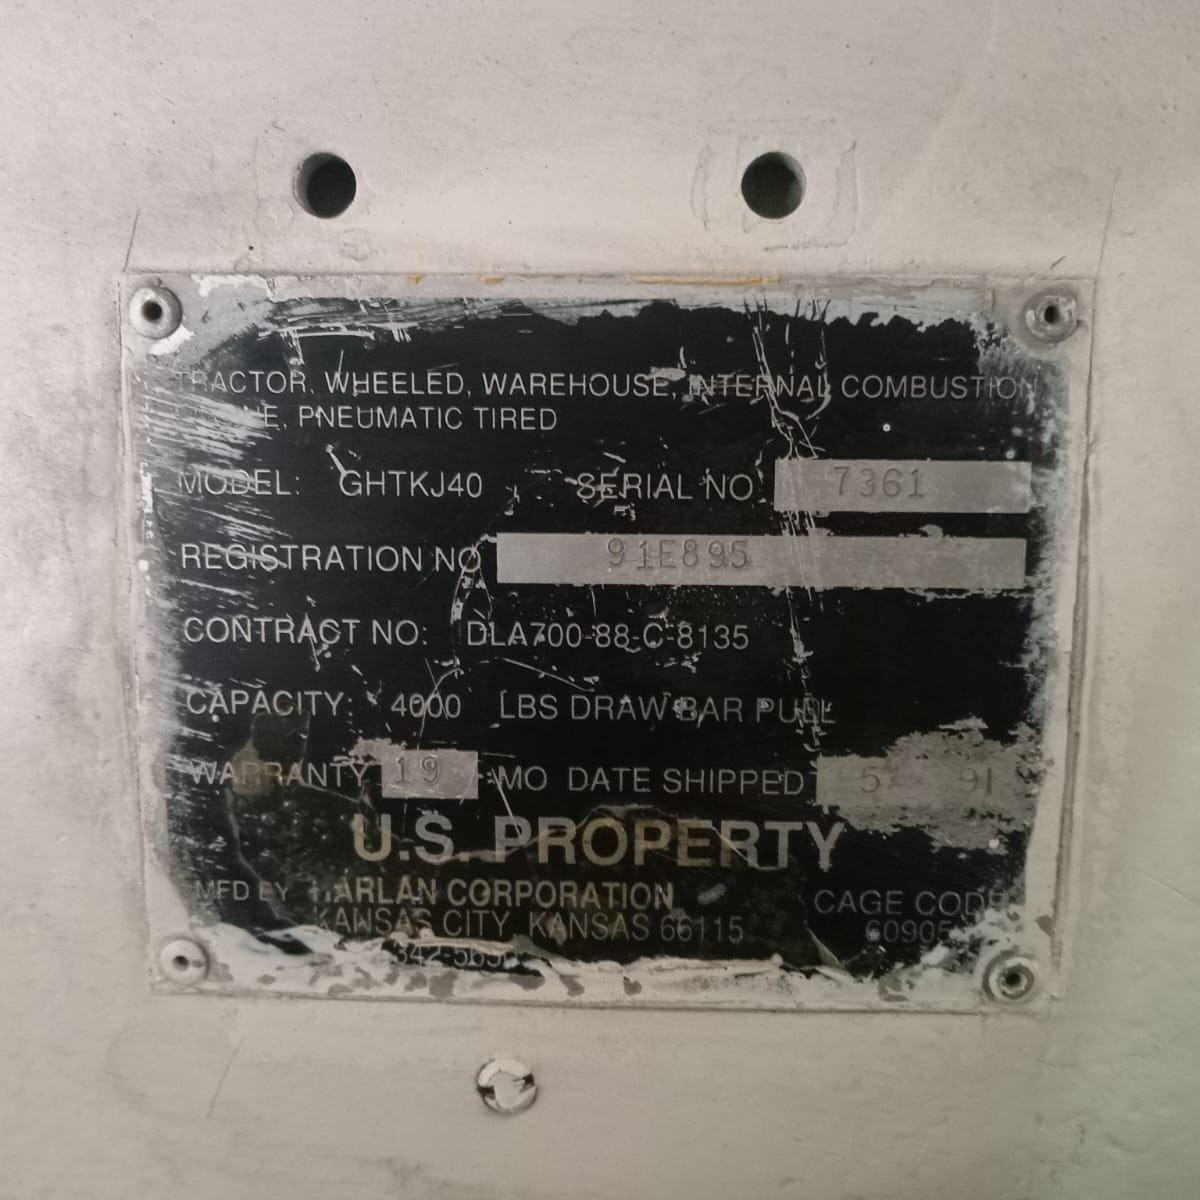 TRACTOR, WHEELED, WAREHOUSE, INTERNAL COMBUSTION
PNEUMATIC TIRED
MODEL: GHTKJ40 SERIAL NO 7361
REGISTRATION NO 91E895
CONTRACT NO: DLA700-88-C-8135
CAPACITY: 4000 LBS DRAW BAR PULL
WARRANTY 19 MO DATE SHIPPED 5 91
U.S. PROPERTY
MFD BY HARLAN CORPORATION CAGE CODE
KANSAS CITY, KANSAS 66115